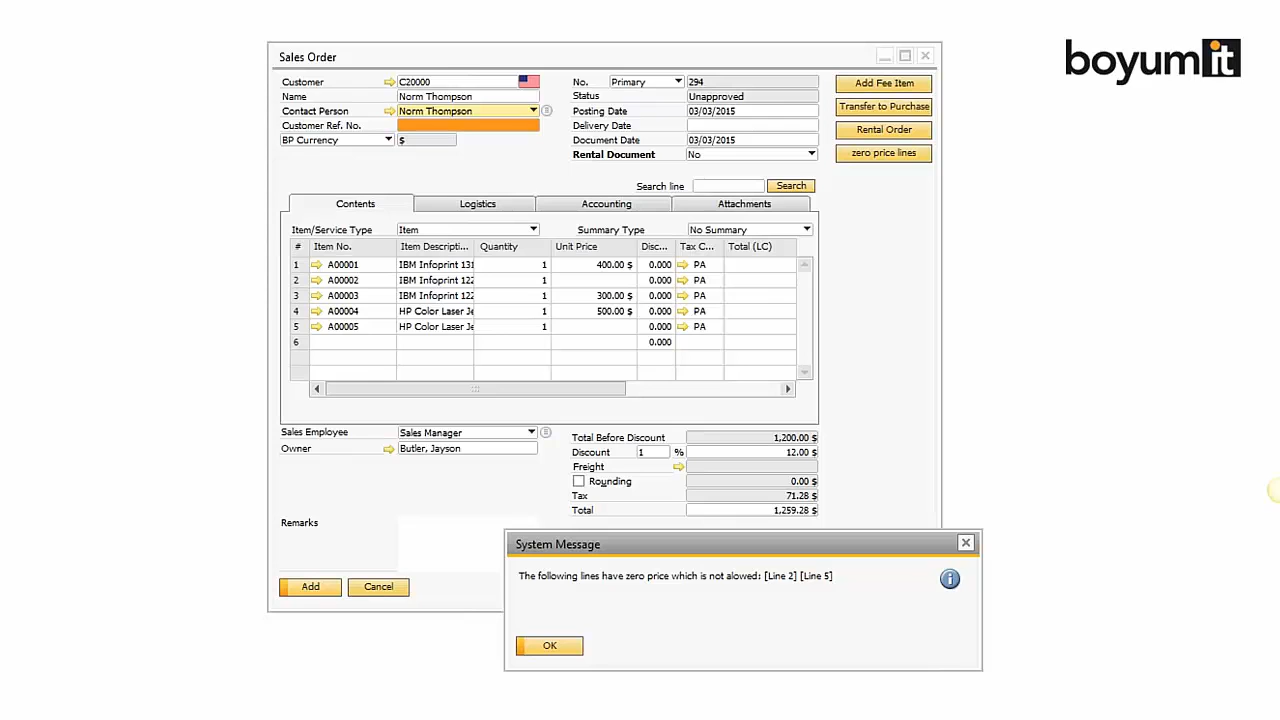 boyumit
Sales Order
Customer C20000 No. Primary 294 Add Fee Item
Name Norm Thompson Status Unapproved
Contact Person Norm Thompson Posting Date 03/03/2015 Transfer to Purchase
Customer Ref. No. Delivery Date Rental Order
BP Currency $ Document Date 03/03/2015
Rental Document No zero price lines
Search line Search
Contents Logistics Accounting Attachments
Item/Service Type Item Summary Type No Summary
# Item No. Item Descripti... Quantity Unit Price Disc... Tax C... Total (LC)
1 A00001 IBM Infoprint 131 1 400.00 $ 0.000 PA
2 A00002 IBM Infoprint 122 1 0.000 PA
3 A00003 IBM Infoprint 122 1 300.00 $ 0.000 PA
4 A00004 HP Color Laser Je 1 500.00 $ 0.000 PA
5 A00005 HP Color Laser Je 1 0.000 PA
6 0.000
Sales Employee Sales Manager Total Before Discount 1,200.00 $
Owner Butler, Jayson Discount 1 % 12.00 $
Freight
Rounding 0.00 $
Tax 71.28 $
Total 1,259.28 $
Remarks
System Message
The following lines have zero price which is not alowed: [Line 2] [Line 5]
Add Cancel
OK